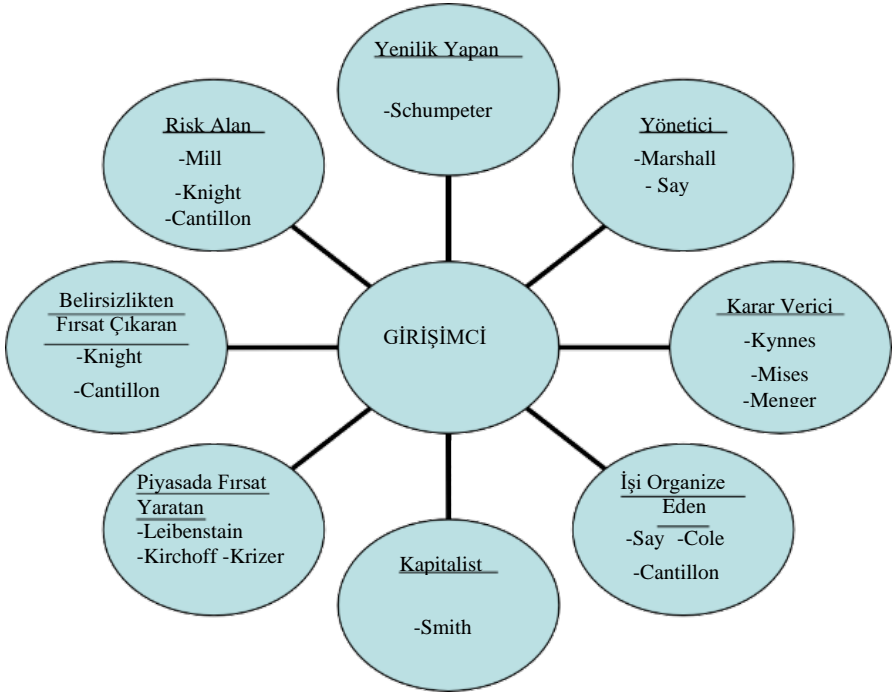 Yenilik Yapan
-Schumpeter
Risk Alan
-Mill
-Knight
-Cantillon
Yönetici
-Marshall
- Say
Belirsizlikten
Fırsat Çıkaran
-Knight
-Cantillon
GİRİŞİMCİ
Karar Verici
-Kynnes
-Mises
-Menger
Piyasada Fırsat
Yaratan
-Leibenstain
-Kirchoff -Krizer
Kapitalist
-Smith
İşi Organize
Eden
-Say -Cole
-Cantillon